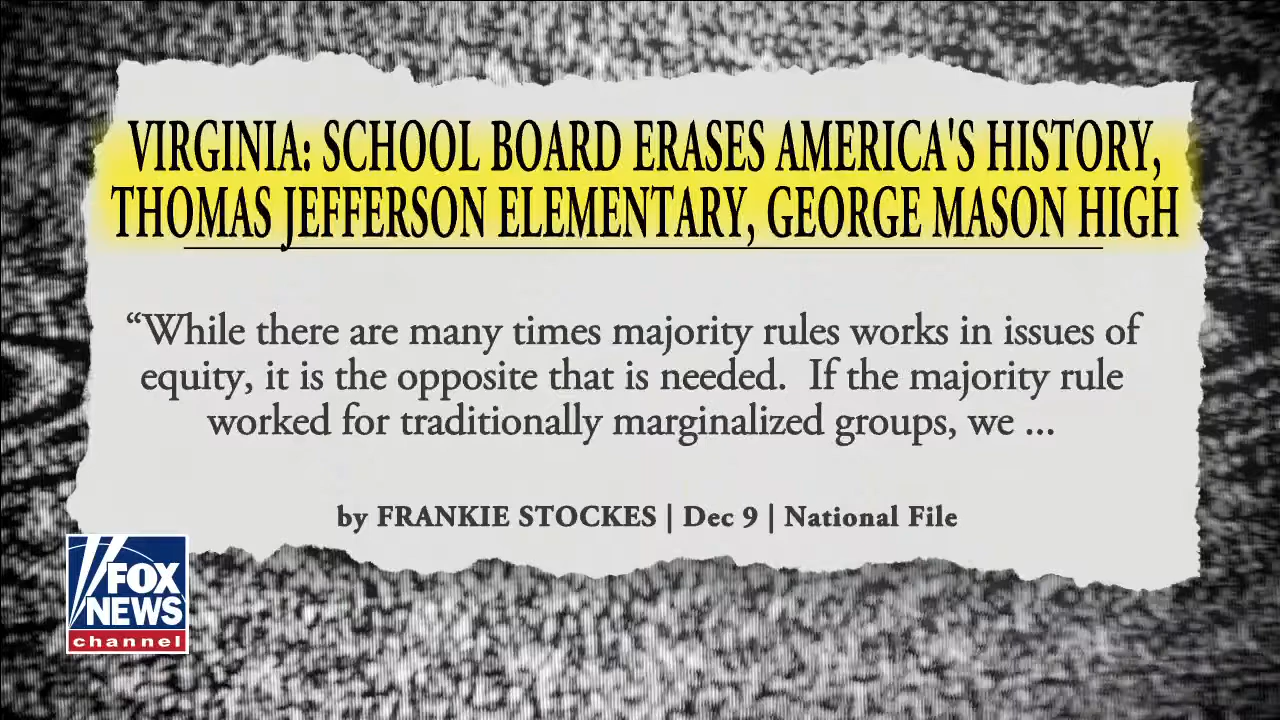 VIRGINIA: SCHOOL BOARD ERASES AMERICA'S HISTORY,
THOMAS JEFFERSON ELEMENTARY, GEORGE MASON HIGH
“While there are many times majority rules works in issues of
equity, it is the opposite that is needed.  If the majority rule
worked for traditionally marginalized groups, we ...
by FRANKIE STOCKES | Dec 9 | National File
FOX
NEWS
channel